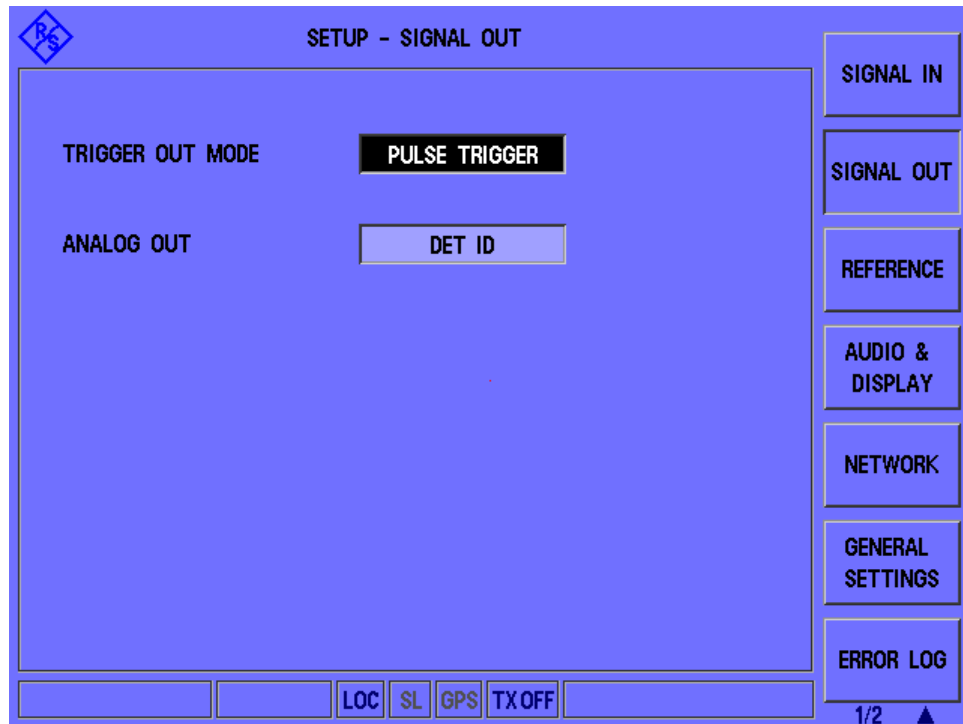 R&S
SETUP - SIGNAL OUT
TRIGGER OUT MODE
PULSE TRIGGER
ANALOG OUT
DET ID
SIGNAL IN
SIGNAL OUT
REFERENCE
AUDIO &
DISPLAY
NETWORK
GENERAL
SETTINGS
ERROR LOG
LOC
SL
GPS
TX OFF
1/2